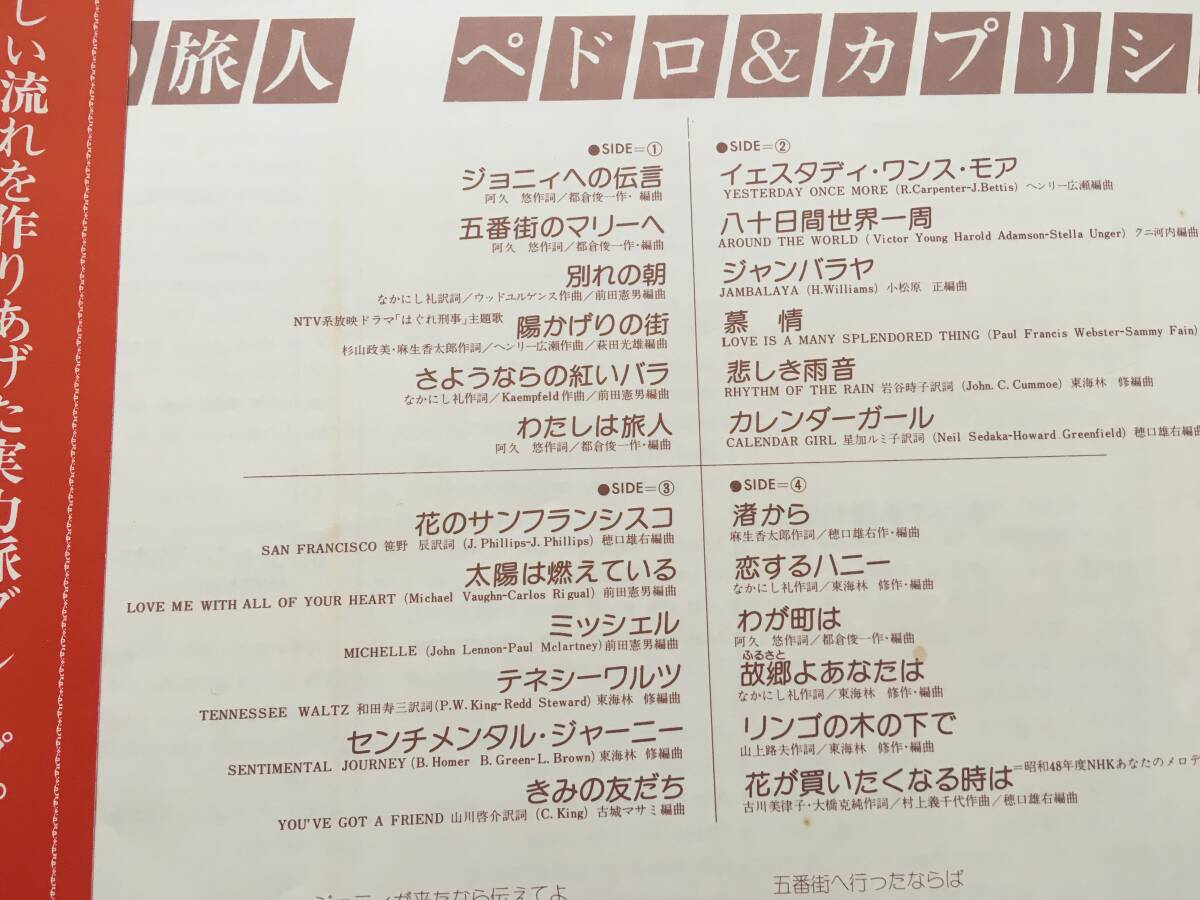 しい流れを作りあげた実力派グループ。
の旅人 ペドロ&カプリシ
●SIDE=①
ジョニィへの伝言
阿久 悠作詞/都倉俊一作・編曲
五番街のマリーへ
阿久 悠作詞/都倉俊一作・編曲
別れの朝
なかにし礼訳詞/ウッドユルゲンス作曲/前田憲男編曲
NTV系放映ドラマ「はぐれ刑事」主題歌 陽かげりの街
杉山政美・麻生香太郎作詞/ヘンリー広瀬作曲/萩田光雄編曲
さようならの紅いバラ
なかにし礼作詞/Kaempfeld作曲/前田憲男編曲
わたしは旅人
阿久 悠作詞/都倉俊一作・編曲
●SIDE=②
イエスタディ・ワンス・モア
YESTERDAY ONCE MORE (R.Carpenter-J.Bettis) ヘンリー広瀬編曲
八十日間世界一周
AROUND THE WORLD (Victor Young Harold Adamson-Stella Unger) クニ河内編曲
ジャンバラヤ
JAMBALAYA (H.Williams) 小松原 正編曲
慕 情
LOVE IS A MANY SPLENDORED THING (Paul Francis Webster-Sammy Fain)
悲しき雨音
RHYTHM OF THE RAIN 岩谷時子訳詞 (John. C. Cummoe) 東海林 修編曲
カレンダーガール
CALENDAR GIRL 星加ルミ子訳詞 (Neil Sedaka-Howard.Greenfield) 穂口雄右編曲
●SIDE=③
花のサンフランシスコ
SAN FRANCISCO 笹野 辰訳詞 (J. Phillips-J. Phillips) 穂口雄右編曲
太陽は燃えている
LOVE ME WITH ALL OF YOUR HEART (Michael Vaughn-Carlos Rigual) 前田憲男編曲
ミッシェル
MICHELLE (John Lennon-Paul Mclartney)前田憲男編曲
テネシーワルツ
TENNESSEE WALTZ 和田寿三訳詞(P.W. King-Redd Steward) 東海林 修編曲
センチメンタル・ジャーニー
SENTIMENTAL JOURNEY (B. Homer B. Green-L. Brown) 東海林 修編曲
きみの友だち
YOU'VE GOT A FRIEND 山川啓介訳詞 (C. King) 古城マサミ編曲
●SIDE=④
渚から
麻生香太郎作詞/穂口雄右作・編曲
恋するハニー
なかにし礼作詞/東海林 修作・編曲
わが町は
阿久 悠作詞/都倉俊一作・編曲
ふるさと
故郷よあなたは
なかにし礼作詞/東海林 修作・編曲
リンゴの木の下で
山上路夫作詞/東海林 修作・編曲
花が買いたくなる時は=昭和48年度NHKあなたのメロデ
古川美律子・大橋克純作詞/村上義千代作曲/穂口雄右編曲
ジョニィが来たなら伝えてよ
五番街へ行ったならば